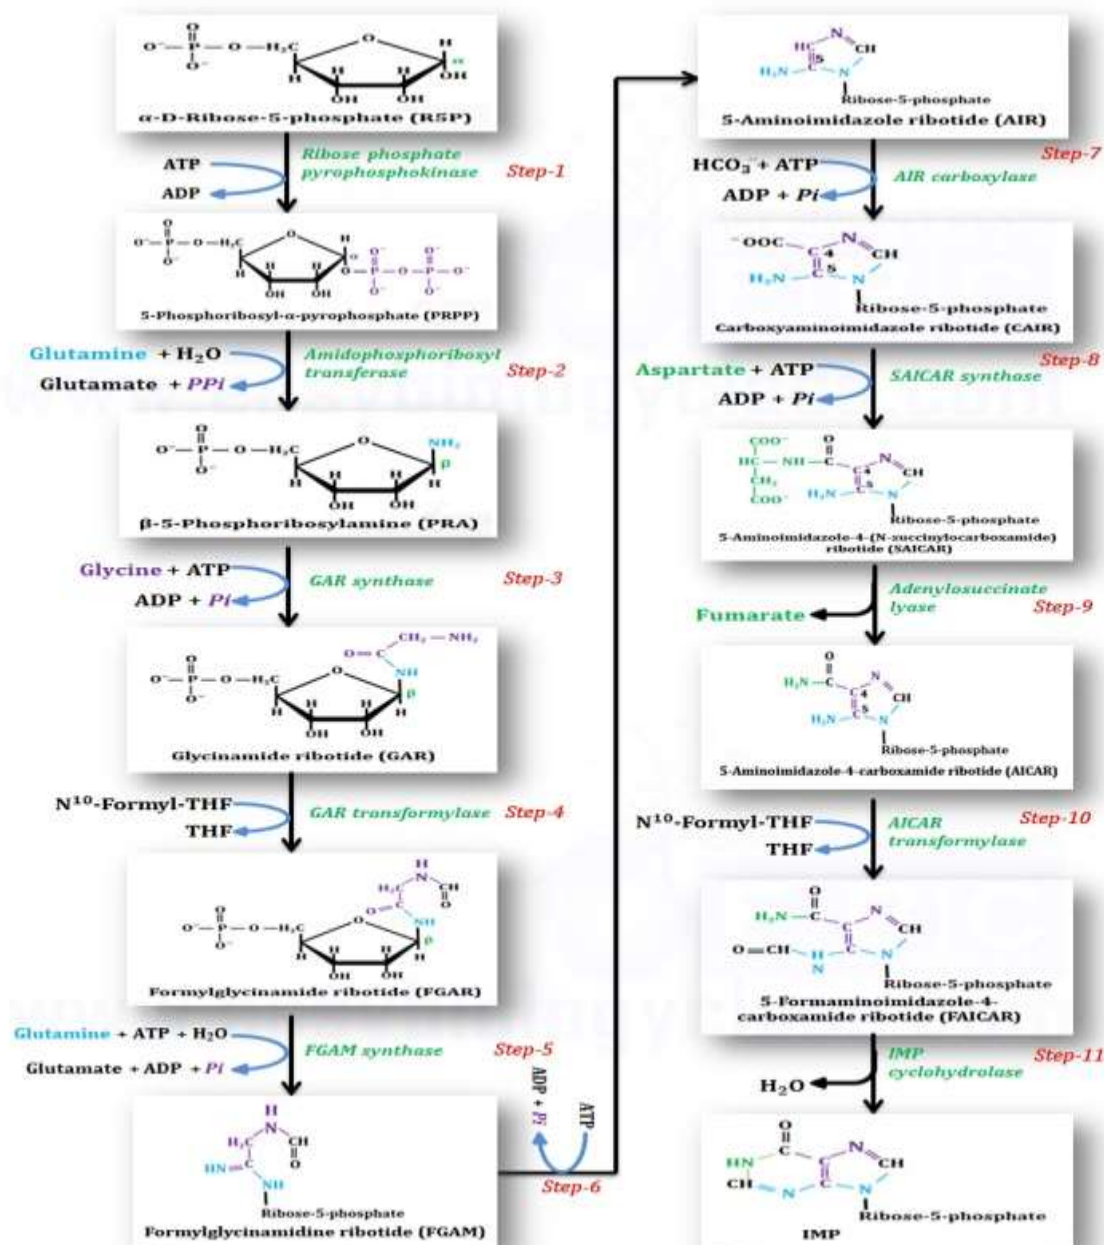 α-D-Ribose-5-phosphate (R5P)
ATP
ADP
Ribose phosphate
pyrophosphokinase
Step-1
5-Phosphoribosyl-α-pyrophosphate (PRPP)
Glutamine + H₂O
Glutamate + PPi
Amidophosphoribosyl
transferase
Step-2
β-5-Phosphoribosylamine (PRA)
Glycine + ATP
ADP + Pi
GAR synthase
Step-3
Glycinamide ribotide (GAR)
N¹⁰-Formyl-THF
THF
GAR transformylase
Step-4
Formylglycinamide ribotide (FGAR)
Glutamine + ATP + H₂O
Glutamate + ADP + Pi
FGAM synthase
Step-5
Ribose-5-phosphate
Formylglycinamidine ribotide (FGAM)
ADP + Pi
ATP
Step-6
Ribose-5-phosphate
5-Aminoimidazole ribotide (AIR)
Step-7
HCO₃⁻ + ATP
ADP + Pi
AIR carboxylase
⁻OOC
Ribose-5-phosphate
Carboxyaminoimidazole ribotide (CAIR)
Step-8
Aspartate + ATP
ADP + Pi
SAICAR synthase
Ribose-5-phosphate
5-Aminoimidazole-4-(N-succinylocarboxamide)
ribotide (SAICAR)
Adenylosuccinate
lyase
Step-9
Fumarate
Ribose-5-phosphate
5-Aminoimidazole-4-carboxamide ribotide (AICAR)
N¹⁰-Formyl-THF
THF
AICAR
transformylase
Step-10
Ribose-5-phosphate
5-Formaminoimidazole-4-
carboxamide ribotide (FAICAR)
H₂O
IMP
cyclohydrolase
Step-11
Ribose-5-phosphate
IMP